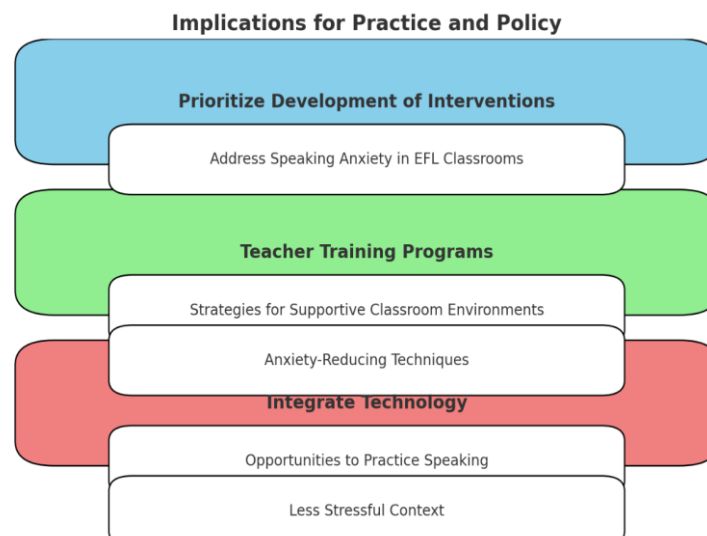 Implications for Practice and Policy
Prioritize Development of Interventions
Address Speaking Anxiety in EFL Classrooms
Teacher Training Programs
Strategies for Supportive Classroom Environments
Anxiety-Reducing Techniques
Integrate Technology
Opportunities to Practice Speaking
Less Stressful Context